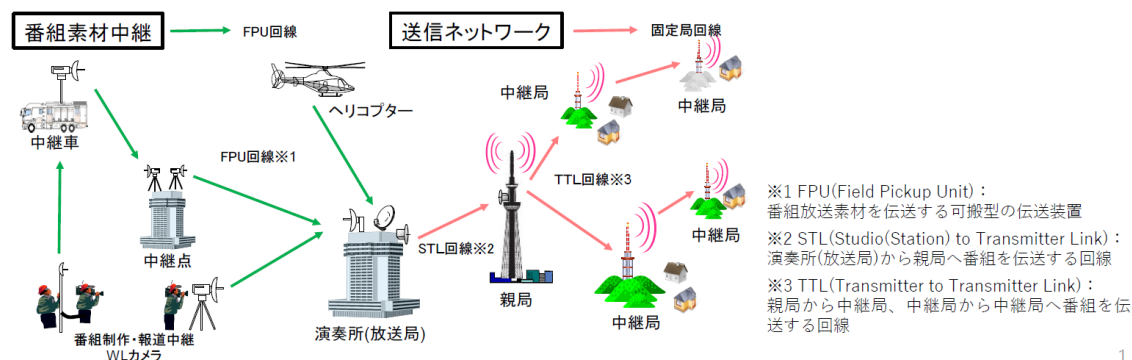 番組素材中継
FPU回線
送信ネットワーク
固定局回線
中継車
ヘリコプター
中継局
中継局
FPU回線※1
中継点
TTL回線※3
STL回線※2
中継局
親局
中継局
演奏所(放送局)
番組制作・報道中継
WLカメラ
※1 FPU(Field Pickup Unit)：
番組放送素材を伝送する可搬型の伝送装置
※2 STL(Studio(Station) to Transmitter Link)：
演奏所(放送局)から親局へ番組を伝送する回線
※3 TTL(Transmitter to Transmitter Link)：
親局から中継局、中継局から中継局へ番組を伝
送する回線
1